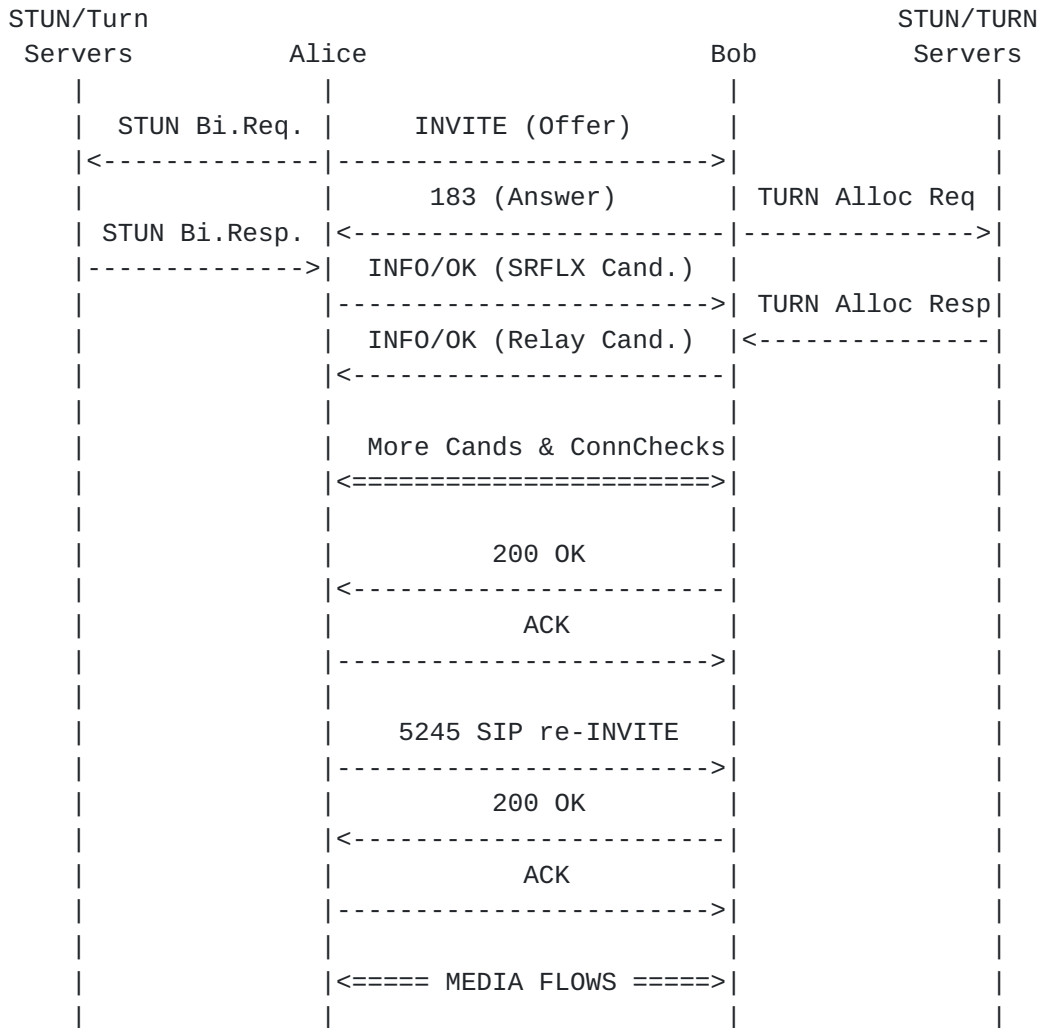 STUN/Turn STUN/TURN
Servers Alice Bob Servers
STUN Bi.Req. INVITE (Offer)
183 (Answer) TURN Alloc Req
STUN Bi.Resp.
INFO/OK (SRFLX Cand.)
TURN Alloc Resp
INFO/OK (Relay Cand.)
More Cands & ConnChecks
200 OK
ACK
5245 SIP re-INVITE
200 OK
ACK
MEDIA FLOWS